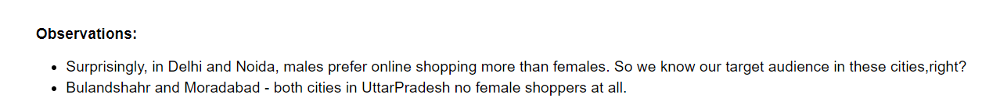 Observations:
• Surprisingly, in Delhi and Noida, males prefer online shopping more than females. So we know our target audience in these cities,right?
• Bulandshahr and Moradabad - both cities in UttarPradesh no female shoppers at all.